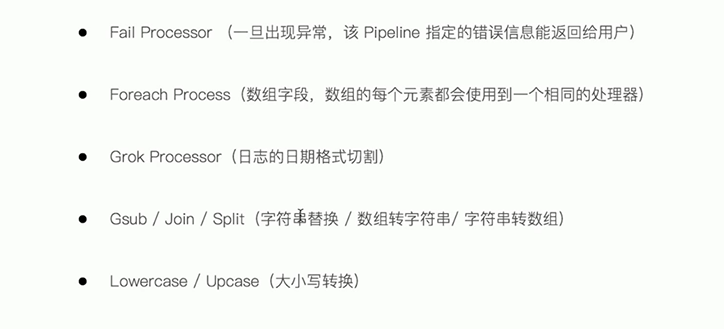 ● Fail Processor （一旦出现异常，该 Pipeline 指定的错误信息能返回给用户）
● Foreach Process（数组字段，数组的每个元素都会使用到一个相同的处理器）
● Grok Processor（日志的日期格式切割）
● Gsub / Join / Split（字符串替换 / 数组转字符串/ 字符串转数组）
● Lowercase / Upcase（大小写转换）